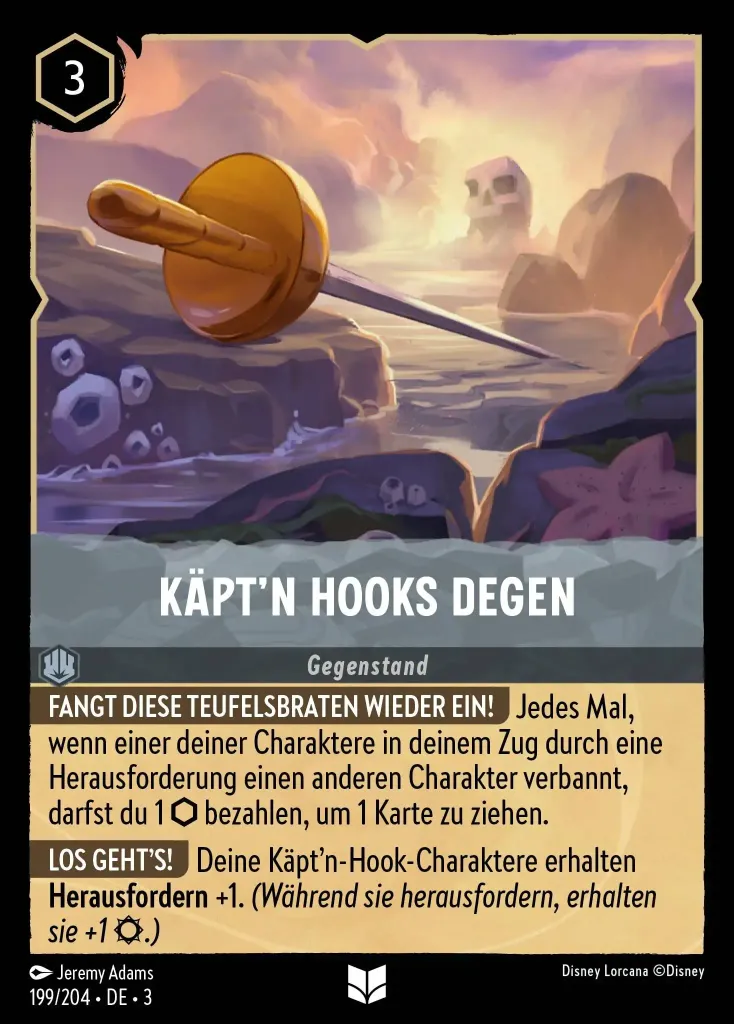 3
KÄPT'N HOOKS DEGEN
Gegenstand
FANGT DIESE TEUFELSBRATEN WIEDER EIN! Jedes Mal,
wenn einer deiner Charaktere in deinem Zug durch eine
Herausforderung einen anderen Charakter verbannt,
darfst du 1 ⬡ bezahlen, um 1 Karte zu ziehen.
LOS GEHT'S! Deine Käpt'n-Hook-Charaktere erhalten
Herausfordern +1. (Während sie herausfordern, erhalten
sie +1 ¤.)
Jeremy Adams
Disney Lorcana ©Disney
199/204 • DE • 3